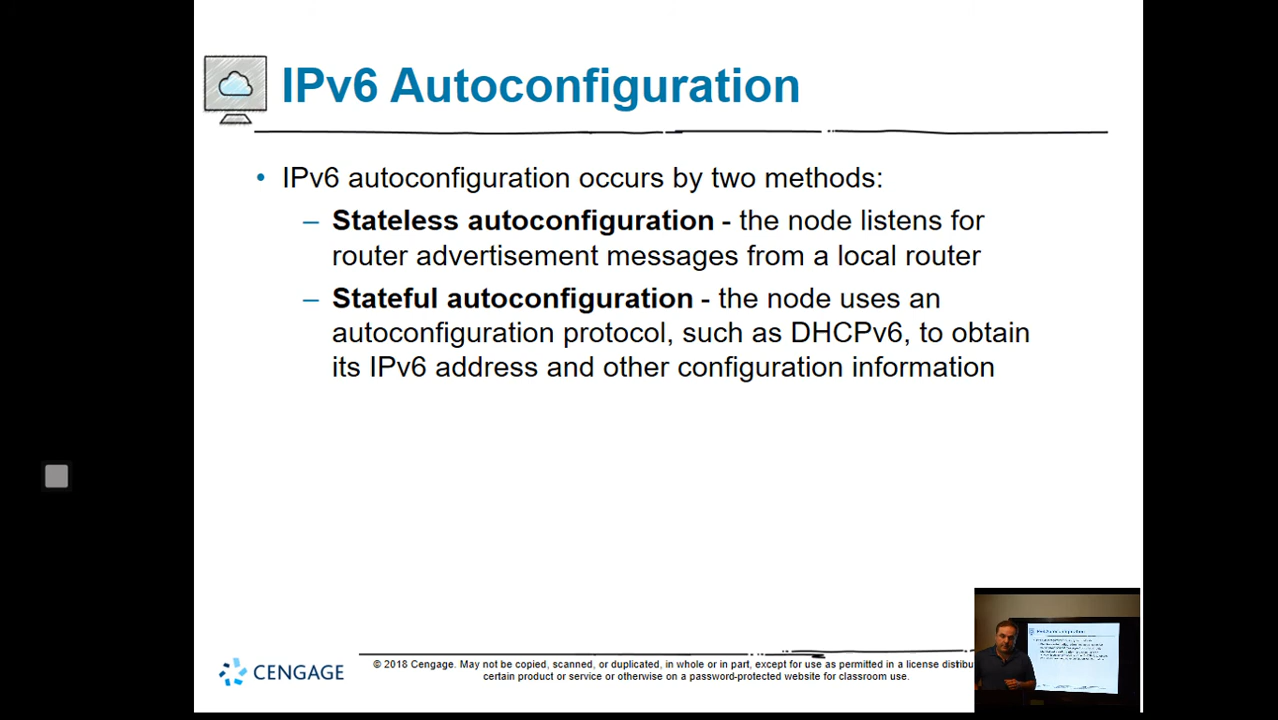 IPv6 Autoconfiguration
• IPv6 autoconfiguration occurs by two methods:
– Stateless autoconfiguration - the node listens for
router advertisement messages from a local router
– Stateful autoconfiguration - the node uses an
autoconfiguration protocol, such as DHCPv6, to obtain
its IPv6 address and other configuration information
CENGAGE
© 2018 Cengage. May not be copied, scanned, or duplicated, in whole or in part, except for use as permitted in a license
certain product or service or otherwise on a password-protected website for classroom use.